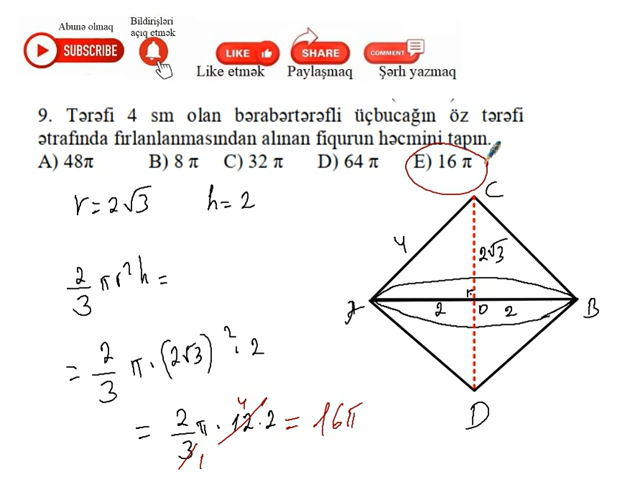 Abunə olmaq
Bildirişləri
açıq etmək
SUBSCRIBE
LIKE
SHARE
COMMENT
Like etmək Paylaşmaq Şərh yazmaq
9. Tərəfi 4 sm olan bərabərtərəfli üçbucağın öz tərəfi
ətrafında fırlanlanmasından alınan fiqurun həcmini tapın.
A) 48π B) 8 π C) 32 π D) 64 π E) 16 π
r = 2√3 h = 2
C
4
2√3
2/3 πr²h =
A
r
2 O 2
B
= 2/3 π · (2√3)² · 2
D
= 2/3 π · 12 · 2 = 16π
4
1